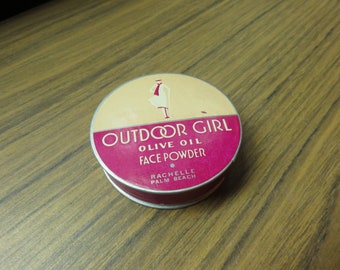 OUTDOOR GIRL
OLIVE OIL
FACE POWDER
RACHELLE
PALM BEACH